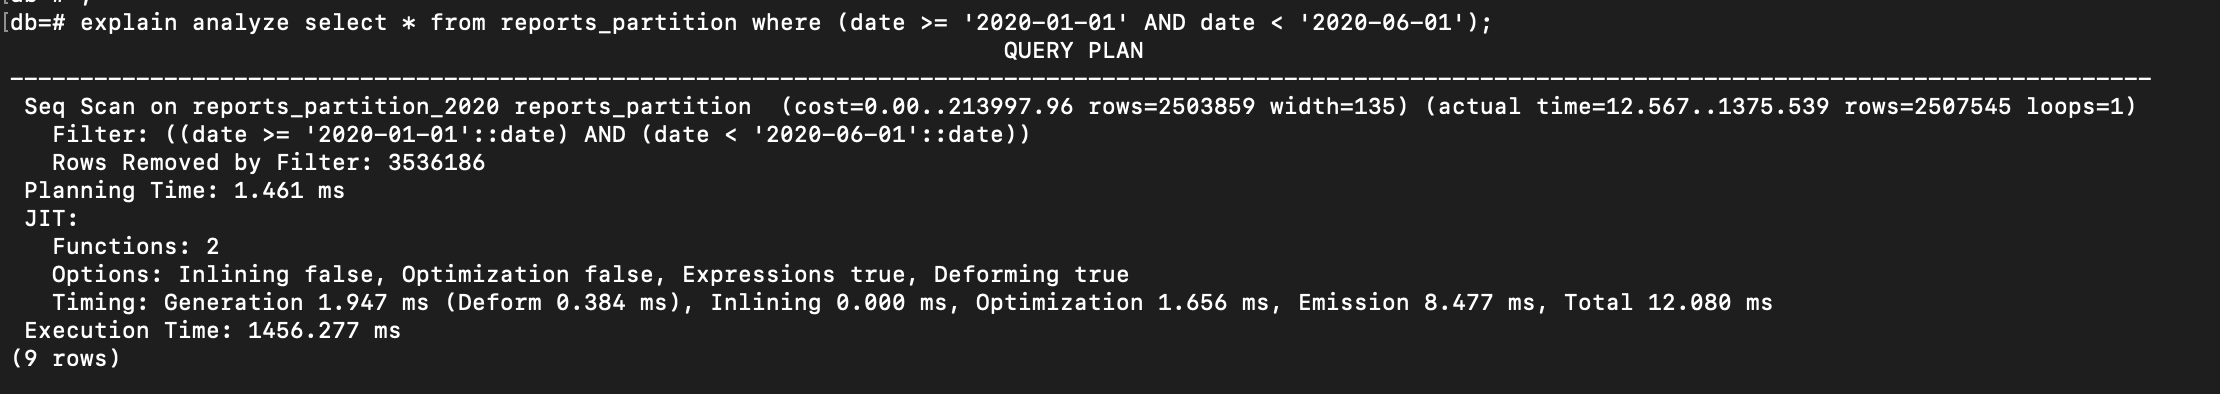 db=# explain analyze select * from reports_partition where (date >= '2020-01-01' AND date < '2020-06-01');
QUERY PLAN
Seq Scan on reports_partition_2020 reports_partition  (cost=0.00..213997.96 rows=2503859 width=135) (actual time=12.567..1375.539 rows=2507545 loops=1)
Filter: ((date >= '2020-01-01'::date) AND (date < '2020-06-01'::date))
Rows Removed by Filter: 3536186
Planning Time: 1.461 ms
JIT:
Functions: 2
Options: Inlining false, Optimization false, Expressions true, Deforming true
Timing: Generation 1.947 ms (Deform 0.384 ms), Inlining 0.000 ms, Optimization 1.656 ms, Emission 8.477 ms, Total 12.080 ms
Execution Time: 1456.277 ms
(9 rows)